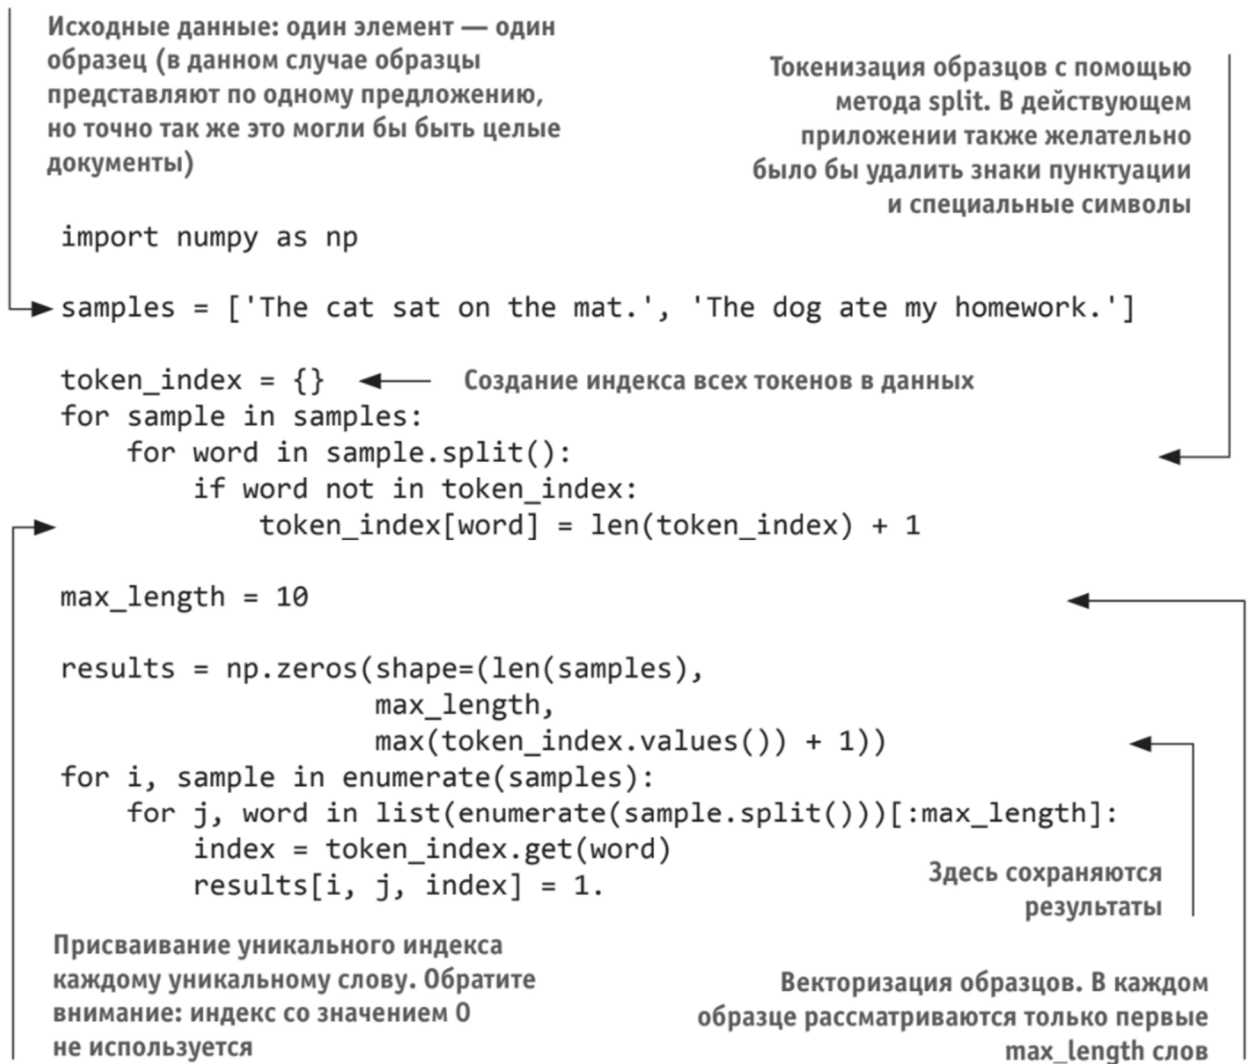 Исходные данные: один элемент — один
образец (в данном случае образцы
представляют по одному предложению,
но точно так же это могли бы быть целые
документы)
Токенизация образцов с помощью
метода split. В действующем
приложении также желательно
было бы удалить знаки пунктуации
и специальные символы
import numpy as np
samples = ['The cat sat on the mat.', 'The dog ate my homework.']
token_index = {}
Создание индекса всех токенов в данных
for sample in samples:
    for word in sample.split():
        if word not in token_index:
            token_index[word] = len(token_index) + 1
max_length = 10
results = np.zeros(shape=(len(samples),
                   max_length,
                   max(token_index.values()) + 1))
for i, sample in enumerate(samples):
    for j, word in list(enumerate(sample.split()))[:max_length]:
        index = token_index.get(word)
        results[i, j, index] = 1.
Здесь сохраняются
результаты
Присваивание уникального индекса
каждому уникальному слову. Обратите
внимание: индекс со значением 0
не используется
Векторизация образцов. В каждом
образце рассматриваются только первые
max_length слов